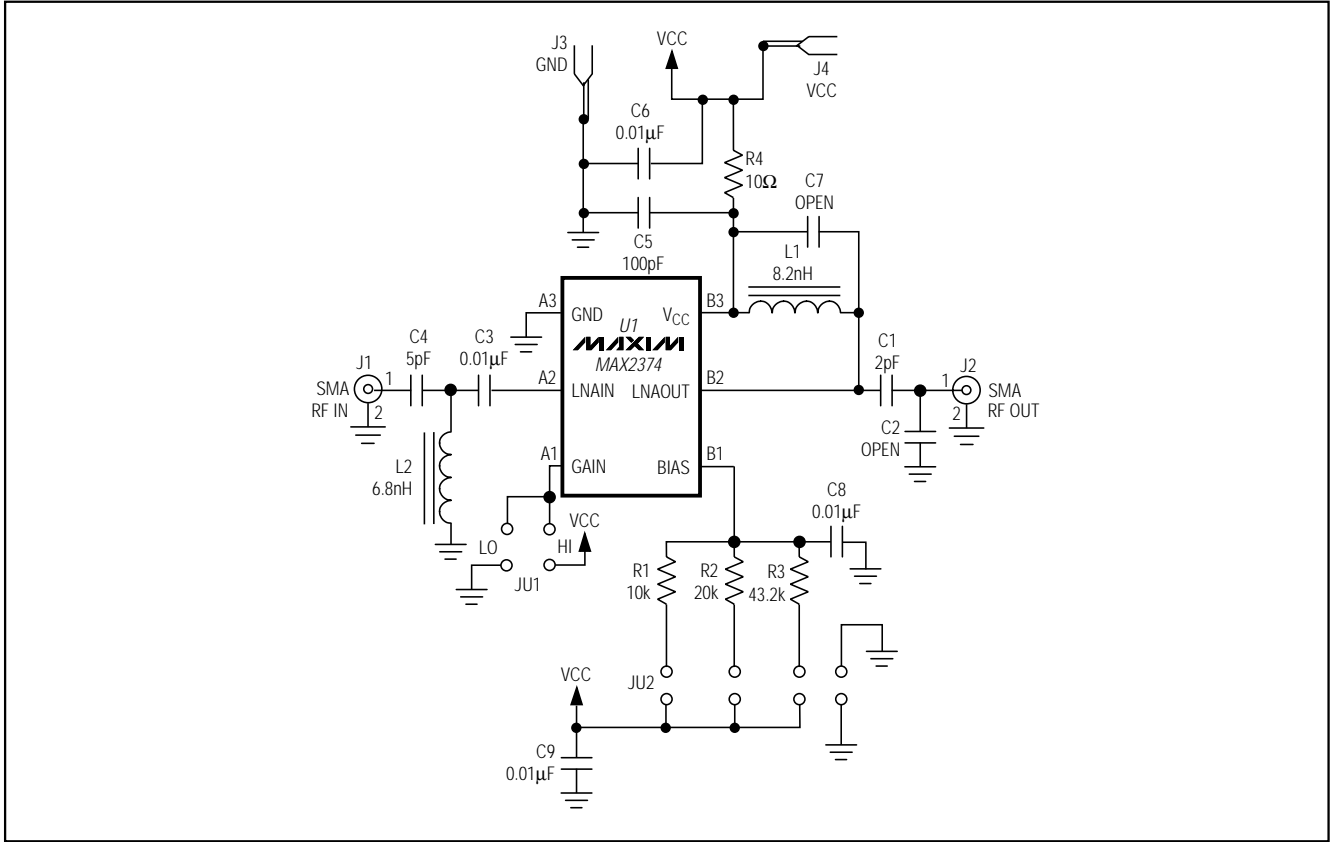 J3
GND
VCC
J4
VCC
C6
0.01μF
R4
10Ω
C7
OPEN
C5
100pF
L1
8.2nH
A3
GND
U1
MAXIM
MAX2374
VCC
B3
J1
SMA
RF IN
1
2
C4
5pF
C3
0.01μF
A2
LNAIN
LNAOUT
B2
C1
2pF
1
2
J2
SMA
RF OUT
C2
OPEN
L2
6.8nH
A1
GAIN
BIAS
B1
LO
HI
VCC
JU1
C8
0.01μF
R1
10k
R2
20k
R3
43.2k
VCC
JU2
C9
0.01μF